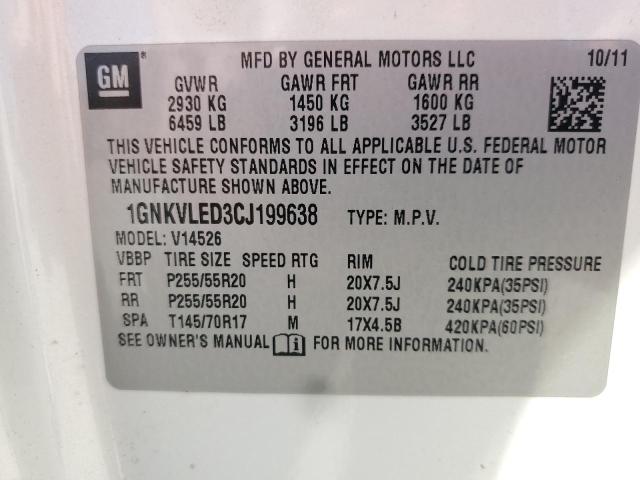 GM
MFD BY GENERAL MOTORS LLC 10/11
GVWR GAWR FRT GAWR RR
2930 KG 1450 KG 1600 KG
6459 LB 3196 LB 3527 LB
THIS VEHICLE CONFORMS TO ALL APPLICABLE U.S. FEDERAL MOTOR
VEHICLE SAFETY STANDARDS IN EFFECT ON THE DATE OF
MANUFACTURE SHOWN ABOVE.
1GNKVLED3CJ199638 TYPE: M.P.V.
MODEL: V14526
VBBP TIRE SIZE SPEED RTG RIM COLD TIRE PRESSURE
FRT P255/55R20 H 20X7.5J 240KPA(35PSI)
RR P255/55R20 H 20X7.5J 240KPA(35PSI)
SPA T145/70R17 M 17X4.5B 420KPA(60PSI)
SEE OWNER'S MANUAL i FOR MORE INFORMATION.